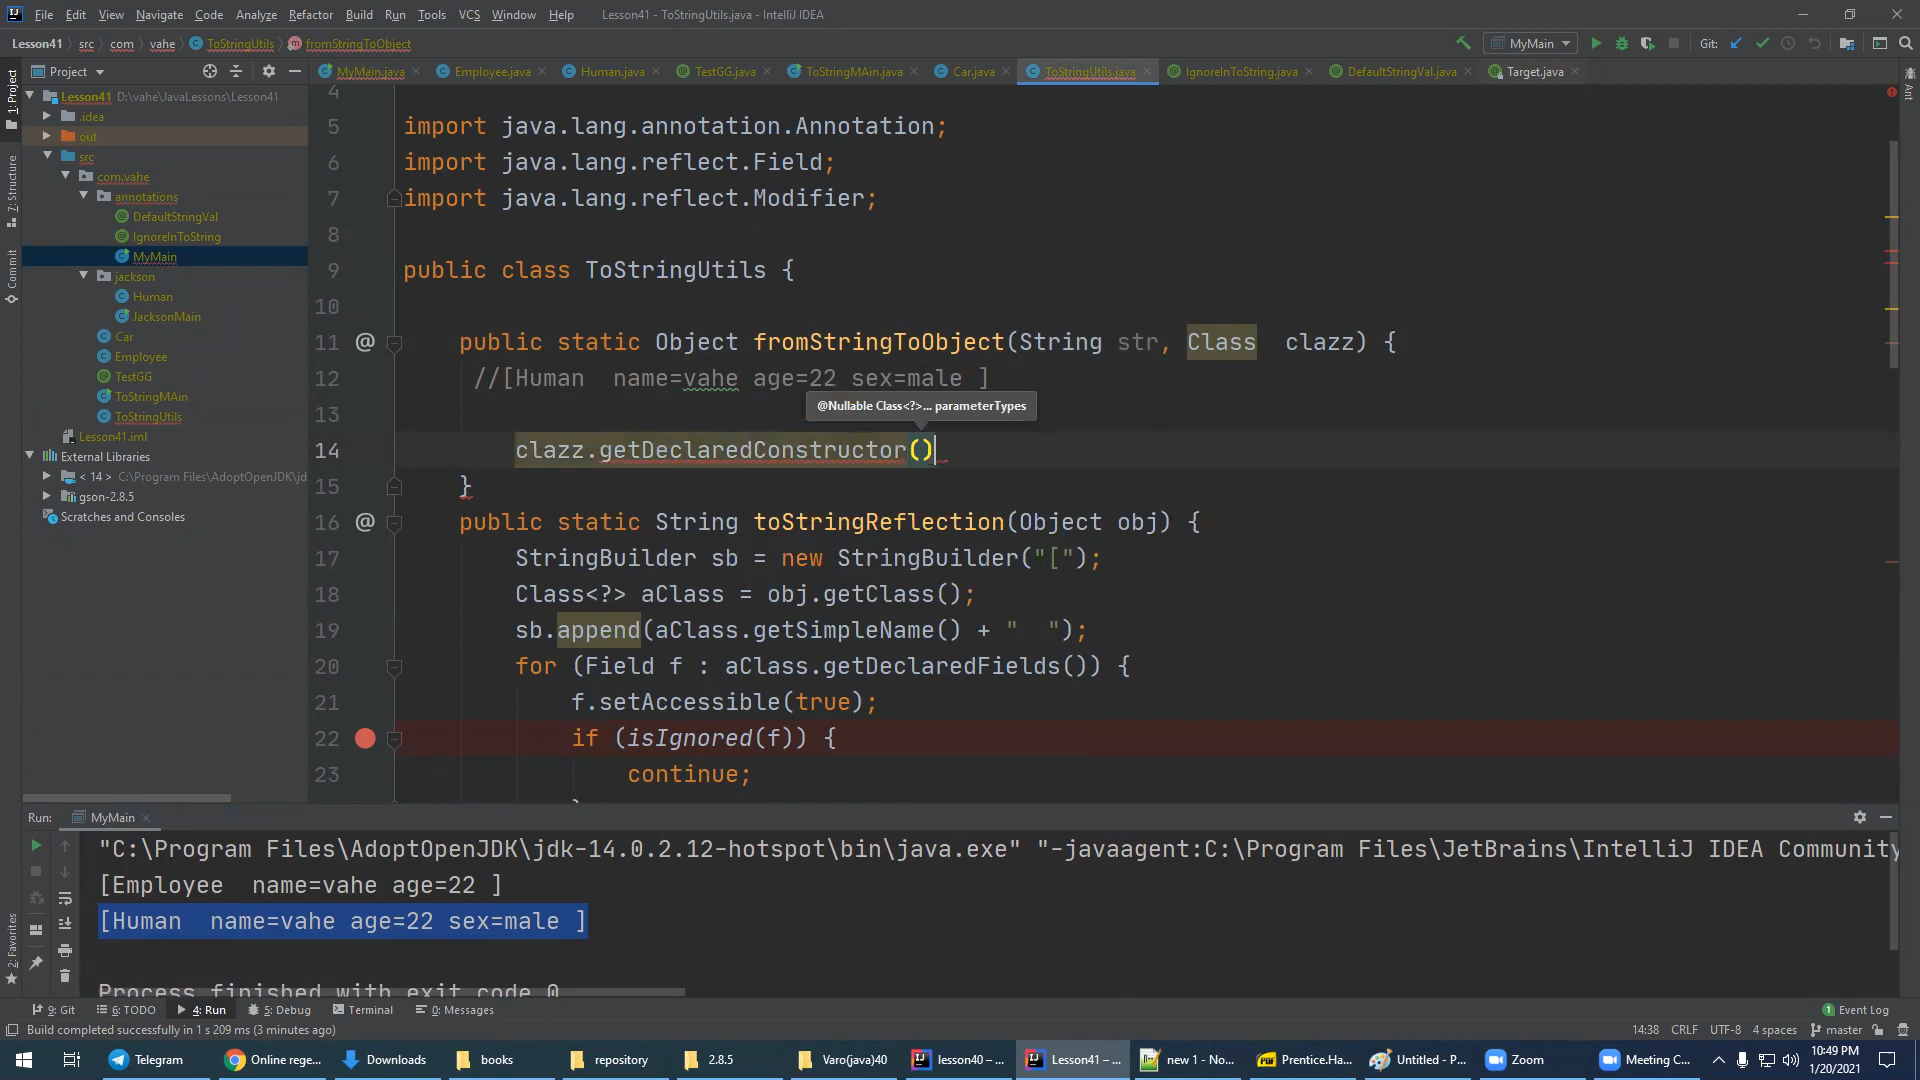 File Edit View Navigate Code Analyze Refactor Build Run Tools VCS Window Help Lesson41 - ToStringUtils.java - IntelliJ IDEA
Lesson41 src com vahe ToStringUtils fromStringToObject MyMain Git:
Project MyMain.java Employee.java Human.java TestGG.java ToStringMAin.java Car.java ToStringUtils.java IgnoreInToString.java DefaultStringVal.java Target.java
1: Project
7: Structure
Commit
2: Favorites
Ant
Lesson41 D:\vahe\JavaLessons\Lesson41
.idea
out
src
com.vahe
annotations
DefaultStringVal
IgnoreInToString
MyMain
jackson
Human
JacksonMain
Car
Employee
TestGG
ToStringMAin
ToStringUtils
Lesson41.iml
External Libraries
< 14 > C:\Program Files\AdoptOpenJDK\jd
gson-2.8.5
Scratches and Consoles
4
5 import java.lang.annotation.Annotation;
6 import java.lang.reflect.Field;
7 import java.lang.reflect.Modifier;
8
9 public class ToStringUtils {
10
11 @ public static Object fromStringToObject(String str, Class  clazz) {
12 //[Human  name=vahe age=22 sex=male ]
13 @Nullable Class<?>... parameterTypes
14 clazz.getDeclaredConstructor()
15 }
16 @ public static String toStringReflection(Object obj) {
17 StringBuilder sb = new StringBuilder("[");
18 Class<?> aClass = obj.getClass();
19 sb.append(aClass.getSimpleName() + "  ");
20 for (Field f : aClass.getDeclaredFields()) {
21 f.setAccessible(true);
22 if (isIgnored(f)) {
23 continue;
}
Run: MyMain
"C:\Program Files\AdoptOpenJDK\jdk-14.0.2.12-hotspot\bin\java.exe" "-javaagent:C:\Program Files\JetBrains\IntelliJ IDEA Community
[Employee  name=vahe age=22 ]
[Human  name=vahe age=22 sex=male ]
Process finished with exit code 0
9: Git 6: TODO 4: Run 5: Debug Terminal 0: Messages 1 Event Log
Build completed successfully in 1 s 209 ms (3 minutes ago) 14:38 CRLF UTF-8 4 spaces master
Telegram Online rege... Downloads books repository 2.8.5 Varo(java)40 lesson40 – ... Lesson41 – ... new 1 - No... Prentice.Ha... Untitled - P... Zoom Meeting C... 10:49 PM
1/20/2021